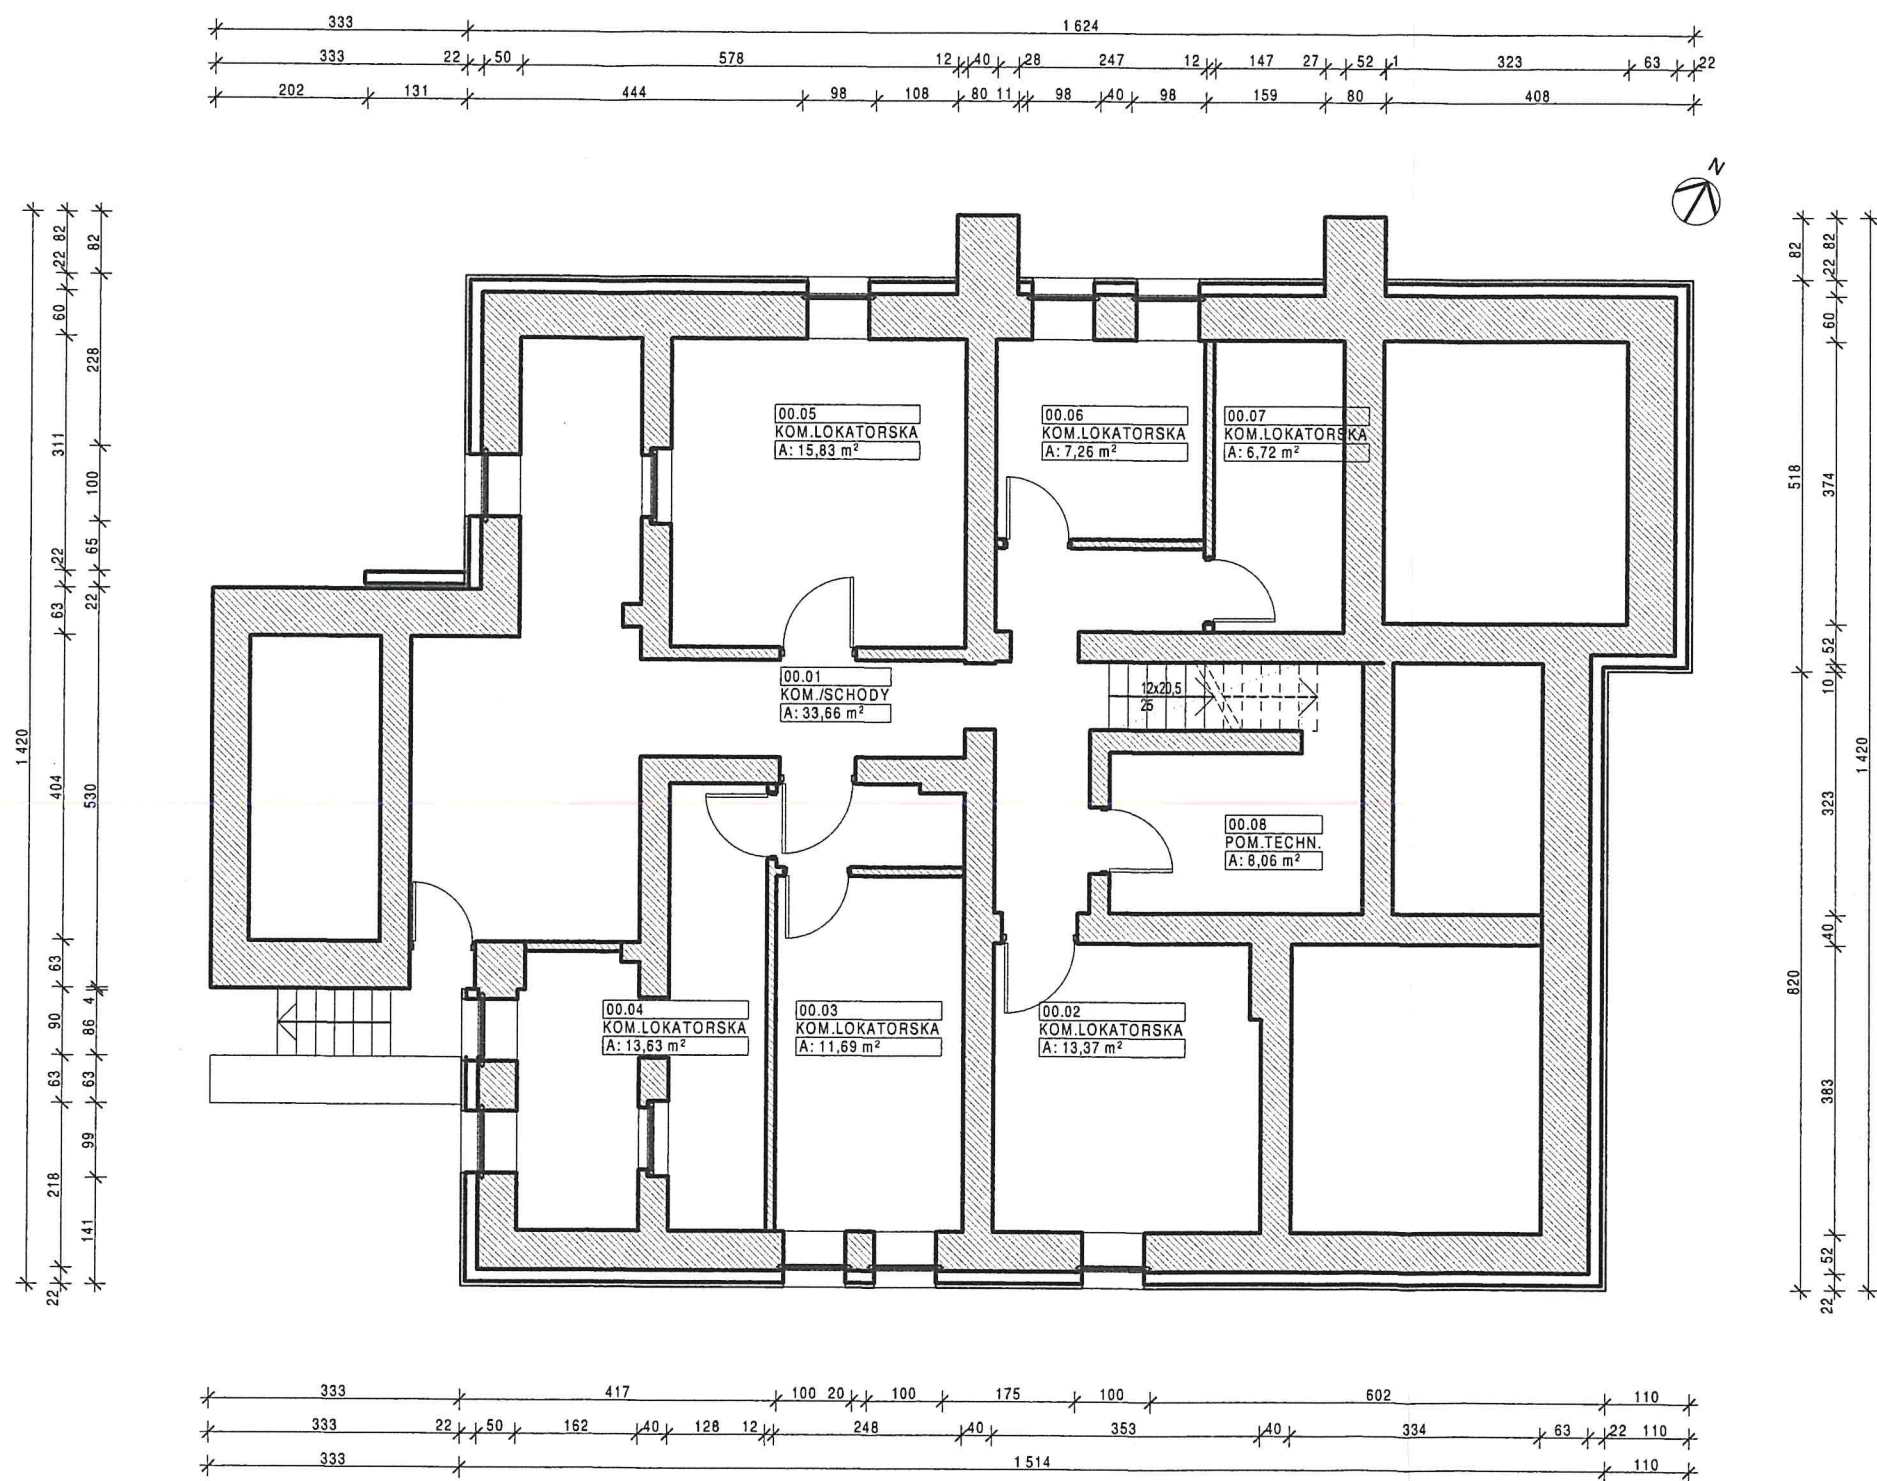 333 1 624
333 22 50 578 12 40 28 247 12 147 27 52 1 323 63 22
202 131 444 98 108 80 11 98 40 98 159 80 408
N
1 420
22 82
60
311
22
63
404
63
90
63
218
22
82
228
100
65
22
530
4
86
63
99
141
00.05
KOM.LOKATORSKA
A: 15,83 m²
00.06
KOM.LOKATORSKA
A: 7,26 m²
00.07
KOM.LOKATORSKA
A: 6,72 m²
00.01
KOM./SCHODY
A: 33,66 m²
12x20,5
26
00.08
POM.TECHN.
A: 8,06 m²
00.04
KOM.LOKATORSKA
A: 13,63 m²
00.03
KOM.LOKATORSKA
A: 11,69 m²
00.02
KOM.LOKATORSKA
A: 13,37 m²
82
518
820
22 82
60
374
52
10
323
40
383
52
22
1 420
333 417 100 20 100 175 100 602 110
333 22 50 162 40 128 12 248 40 353 40 334 63 22 110
333 1 514 110